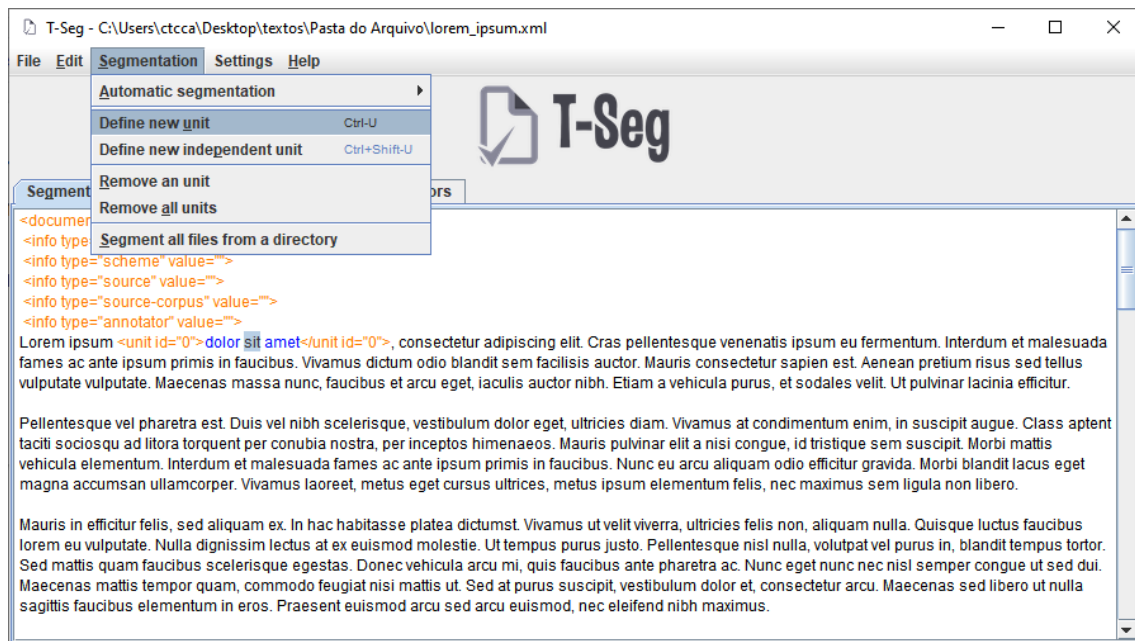 T-Seg - C:\Users\ctcca\Desktop\textos\Pasta do Arquivo\lorem_ipsum.xml
File Edit Segmentation Settings Help
Automatic segmentation
Define new unit Ctrl-U
Define new independent unit Ctrl+Shift-U
Remove an unit
Remove all units
Segment all files from a directory
T-Seg
Segment
ors
<documen
<info type
<info type="scheme" value="">
<info type="source" value="">
<info type="source-corpus" value="">
<info type="annotator" value="">
Lorem ipsum <unit id="0">dolor sit amet</unit id="0">, consectetur adipiscing elit. Cras pellentesque venenatis ipsum eu fermentum. Interdum et malesuada
fames ac ante ipsum primis in faucibus. Vivamus dictum odio blandit sem facilisis auctor. Mauris consectetur sapien est. Aenean pretium risus sed tellus
vulputate vulputate. Maecenas massa nunc, faucibus et arcu eget, iaculis auctor nibh. Etiam a vehicula purus, et sodales velit. Ut pulvinar lacinia efficitur.
Pellentesque vel pharetra est. Duis vel nibh scelerisque, vestibulum dolor eget, ultricies diam. Vivamus at condimentum enim, in suscipit augue. Class aptent
taciti sociosqu ad litora torquent per conubia nostra, per inceptos himenaeos. Mauris pulvinar elit a nisi congue, id tristique sem suscipit. Morbi mattis
vehicula elementum. Interdum et malesuada fames ac ante ipsum primis in faucibus. Nunc eu arcu aliquam odio efficitur gravida. Morbi blandit lacus eget
magna accumsan ullamcorper. Vivamus laoreet, metus eget cursus ultrices, metus ipsum elementum felis, nec maximus sem ligula non libero.
Mauris in efficitur felis, sed aliquam ex. In hac habitasse platea dictumst. Vivamus ut velit viverra, ultricies felis non, aliquam nulla. Quisque luctus faucibus
lorem eu vulputate. Nulla dignissim lectus at ex euismod molestie. Ut tempus purus justo. Pellentesque nisl nulla, volutpat vel purus in, blandit tempus tortor.
Sed mattis quam faucibus scelerisque egestas. Donec vehicula arcu mi, quis faucibus ante pharetra ac. Nunc eget nunc nec nisl semper congue ut sed dui.
Maecenas mattis tempor quam, commodo feugiat nisi mattis ut. Sed at purus suscipit, vestibulum dolor et, consectetur arcu. Maecenas sed libero ut nulla
sagittis faucibus elementum in eros. Praesent euismod arcu sed arcu euismod, nec eleifend nibh maximus.